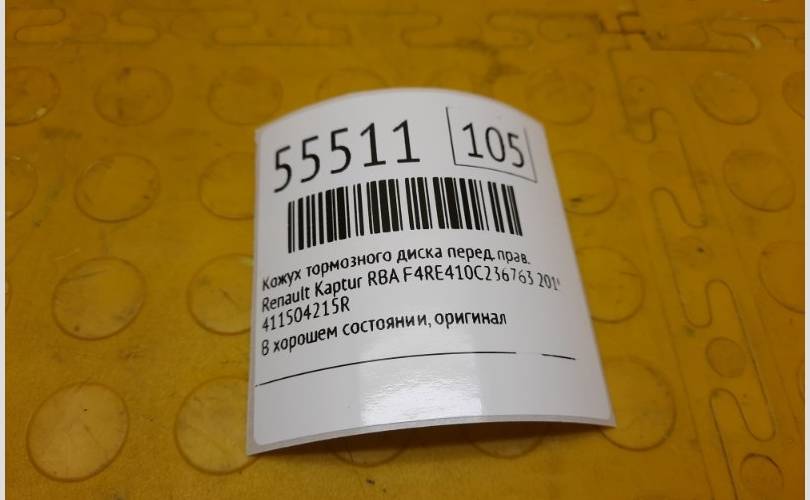 55511 105
Кожух тормозного диска перед. прав.
Renault Kaptur RBA F4RE410C236763
411504215R
В хорошем состоянии, оригинал